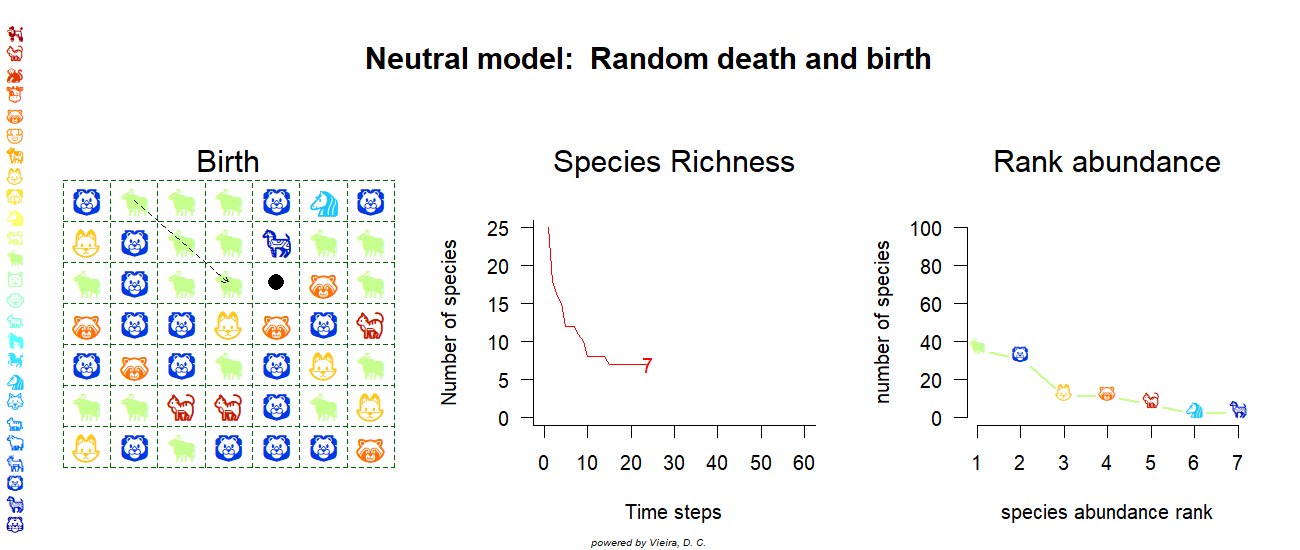 Neutral model:  Random death and birth
Birth
Species Richness
Number of species
25
20
15
10
5
0
7
0 10 20 30 40 50 60
Time steps
Rank abundance
number of species
100
80
60
40
20
0
1 2 3 4 5 6 7
species abundance rank
powered by Vieira, D. C.